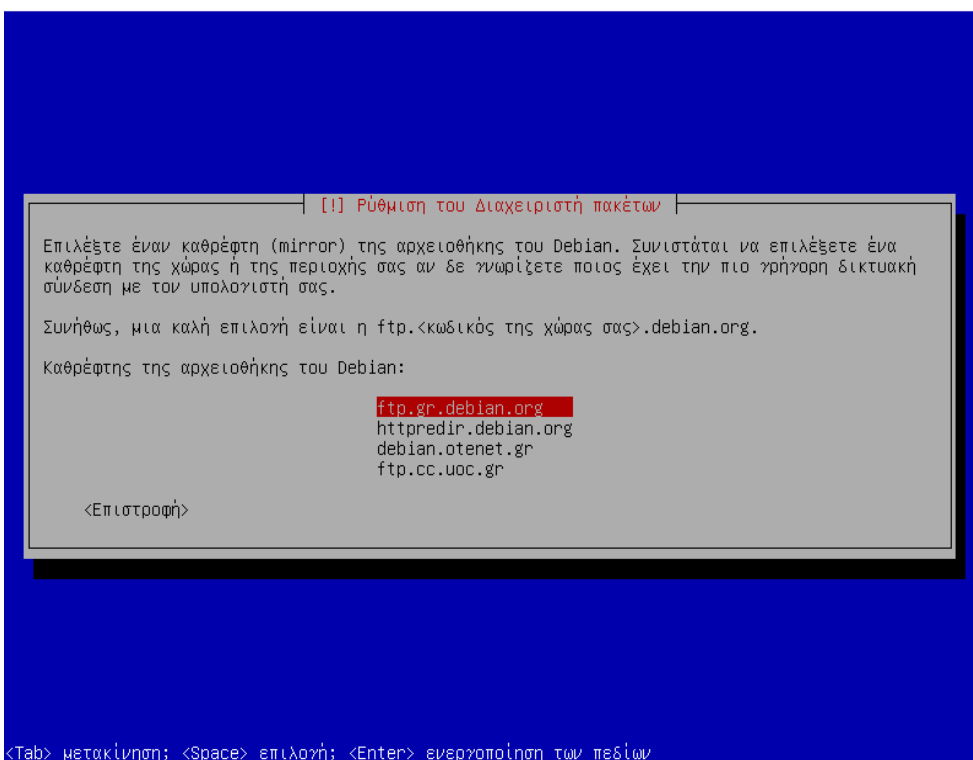 [!] Ρύθμιση του Διαχειριστή πακέτων
Επιλέξτε έναν καθρέφτη (mirror) της αρχειοθήκης του Debian. Συνιστάται να επιλέξετε ένα
καθρέφτη της χώρας ή της περιοχής σας αν δε γνωρίζετε ποιος έχει την πιο γρήγορη δικτυακή
σύνδεση με τον υπολογιστή σας.
Συνήθως, μια καλή επιλογή είναι η ftp.<κωδικός της χώρας σας>.debian.org.
Καθρέφτης της αρχειοθήκης του Debian:
ftp.gr.debian.org
httpredir.debian.org
debian.otenet.gr
ftp.cc.uoc.gr
<Επιστροφή>
<Tab> μετακίνηση; <Space> επιλογή; <Enter> ενεργοποίηση των πεδίων